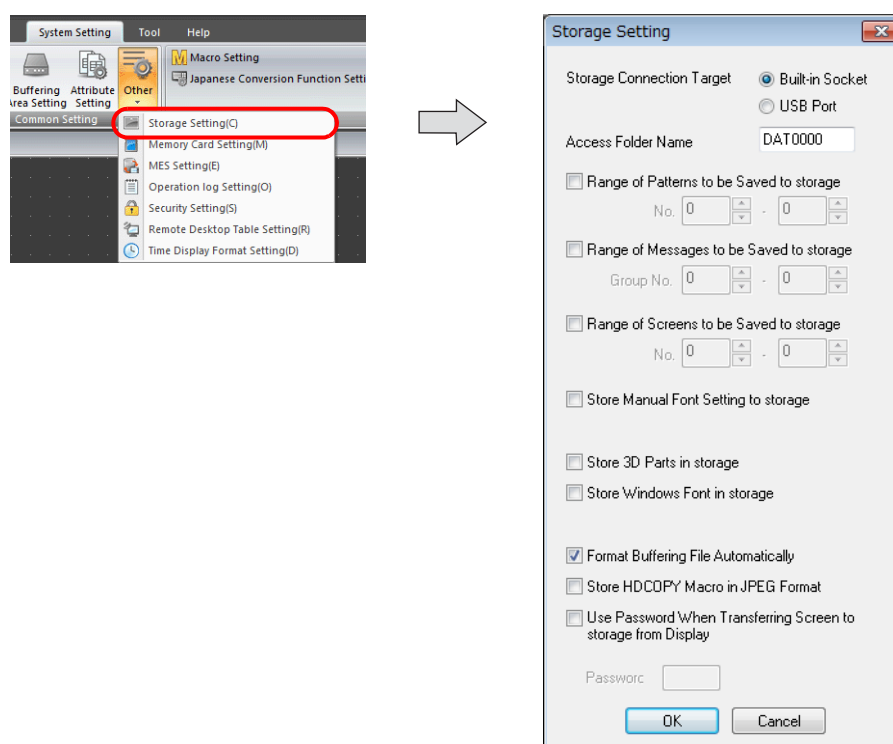 System Setting Tool Help
Macro Setting
Japanese Conversion Function Setti
Buffering Attribute Other
Area Setting Setting
Common Setting
Storage Setting(C)
Memory Card Setting(M)
MES Setting(E)
Operation log Setting(O)
Security Setting(S)
Remote Desktop Table Setting(R)
Time Display Format Setting(D)
Storage Setting
Storage Connection Target Built-in Socket
USB Port
Access Folder Name DAT0000
Range of Patterns to be Saved to storage
No. 0 - 0
Range of Messages to be Saved to storage
Group No. 0 - 0
Range of Screens to be Saved to storage
No. 0 - 0
Store Manual Font Setting to storage
Store 3D Parts in storage
Store Windows Font in storage
Format Buffering File Automatically
Store HDCOPY Macro in JPEG Format
Use Password When Transferring Screen to
storage from Display
Passworc
OK Cancel